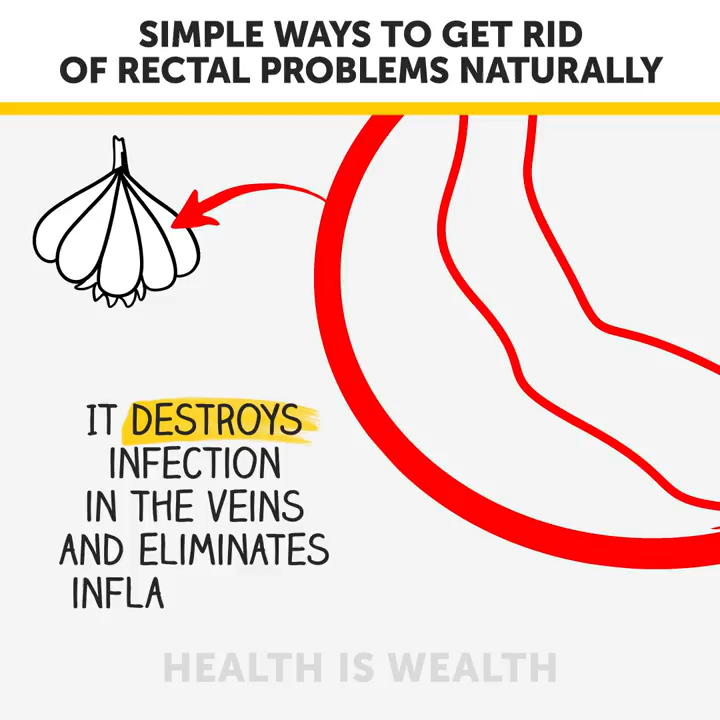 SIMPLE WAYS TO GET RID
OF RECTAL PROBLEMS NATURALLY
IT DESTROYS
INFECTION
IN THE VEINS
AND ELIMINATES
INFLA
HEALTH IS WEALTH